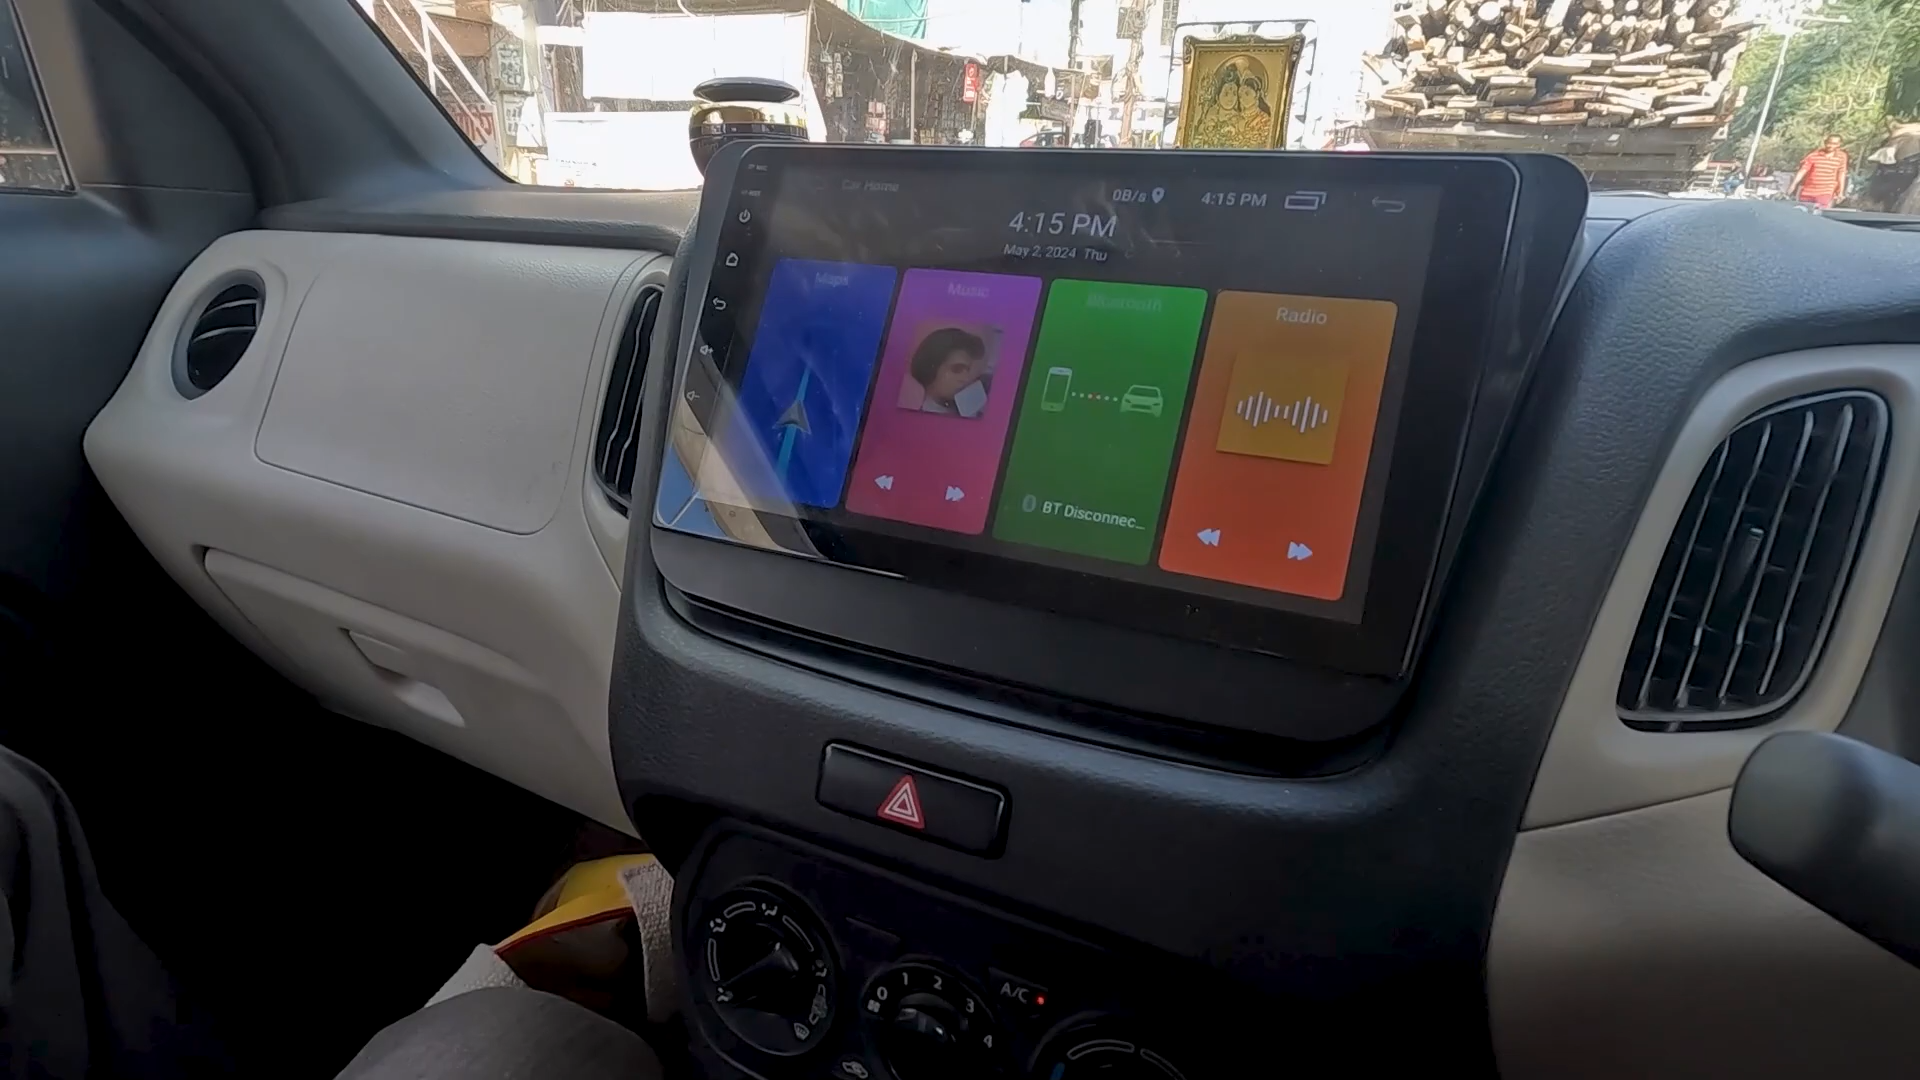 Car Home
0B/s
4:15 PM
4:15 PM
May 2, 2024 Thu
Maps
Music
Bluetooth
Radio
BT Disconnec...
0 1 2 3 4
A/C